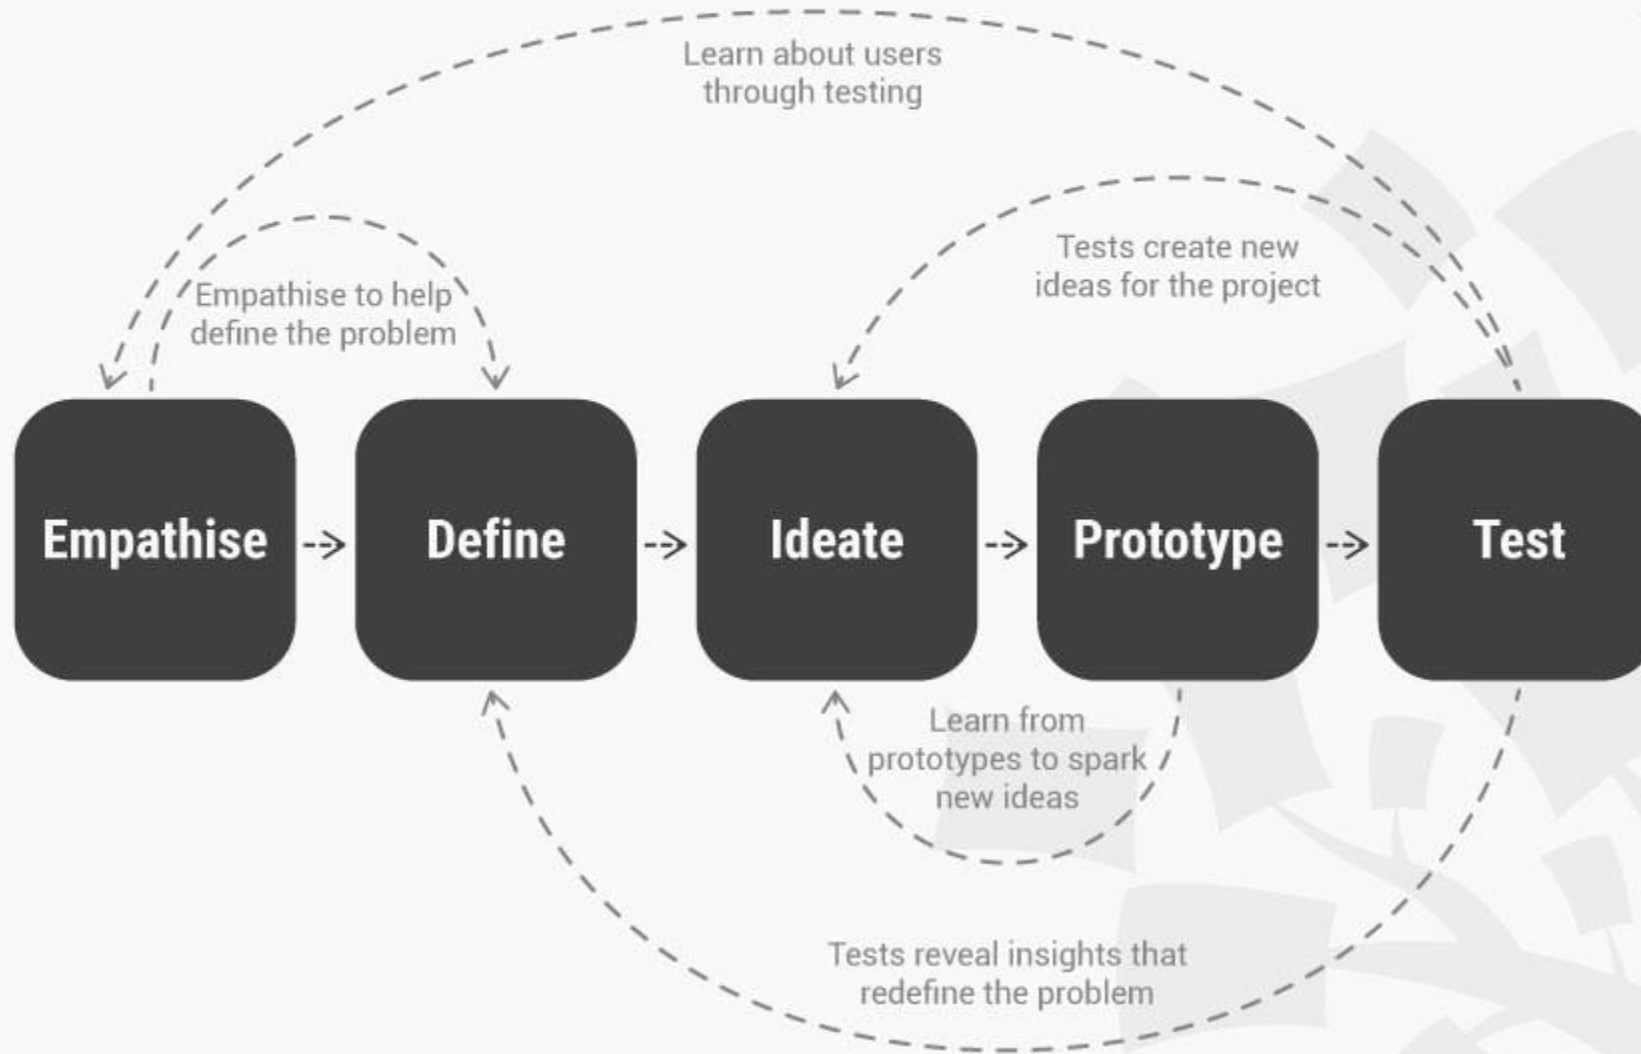 Learn about users
through testing
Tests create new
ideas for the project
Empathise to help
define the problem
Empathise
Define
Ideate
Prototype
Test
Learn from
prototypes to spark
new ideas
Tests reveal insights that
redefine the problem